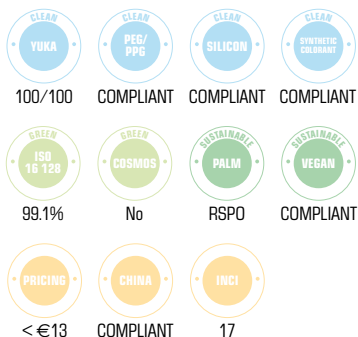 CLEAN CLEAN CLEAN CLEAN
YUKA PEG/ PPG SILICON SYNTHETIC COLORANT
100/100 COMPLIANT COMPLIANT COMPLIANT
GREEN GREEN SUSTAINABLE SUSTAINABLE
ISO 16 128 COSMOS PALM VEGAN
99.1% No RSPO COMPLIANT
PRICING CHINA INCI
<€13 COMPLIANT 17